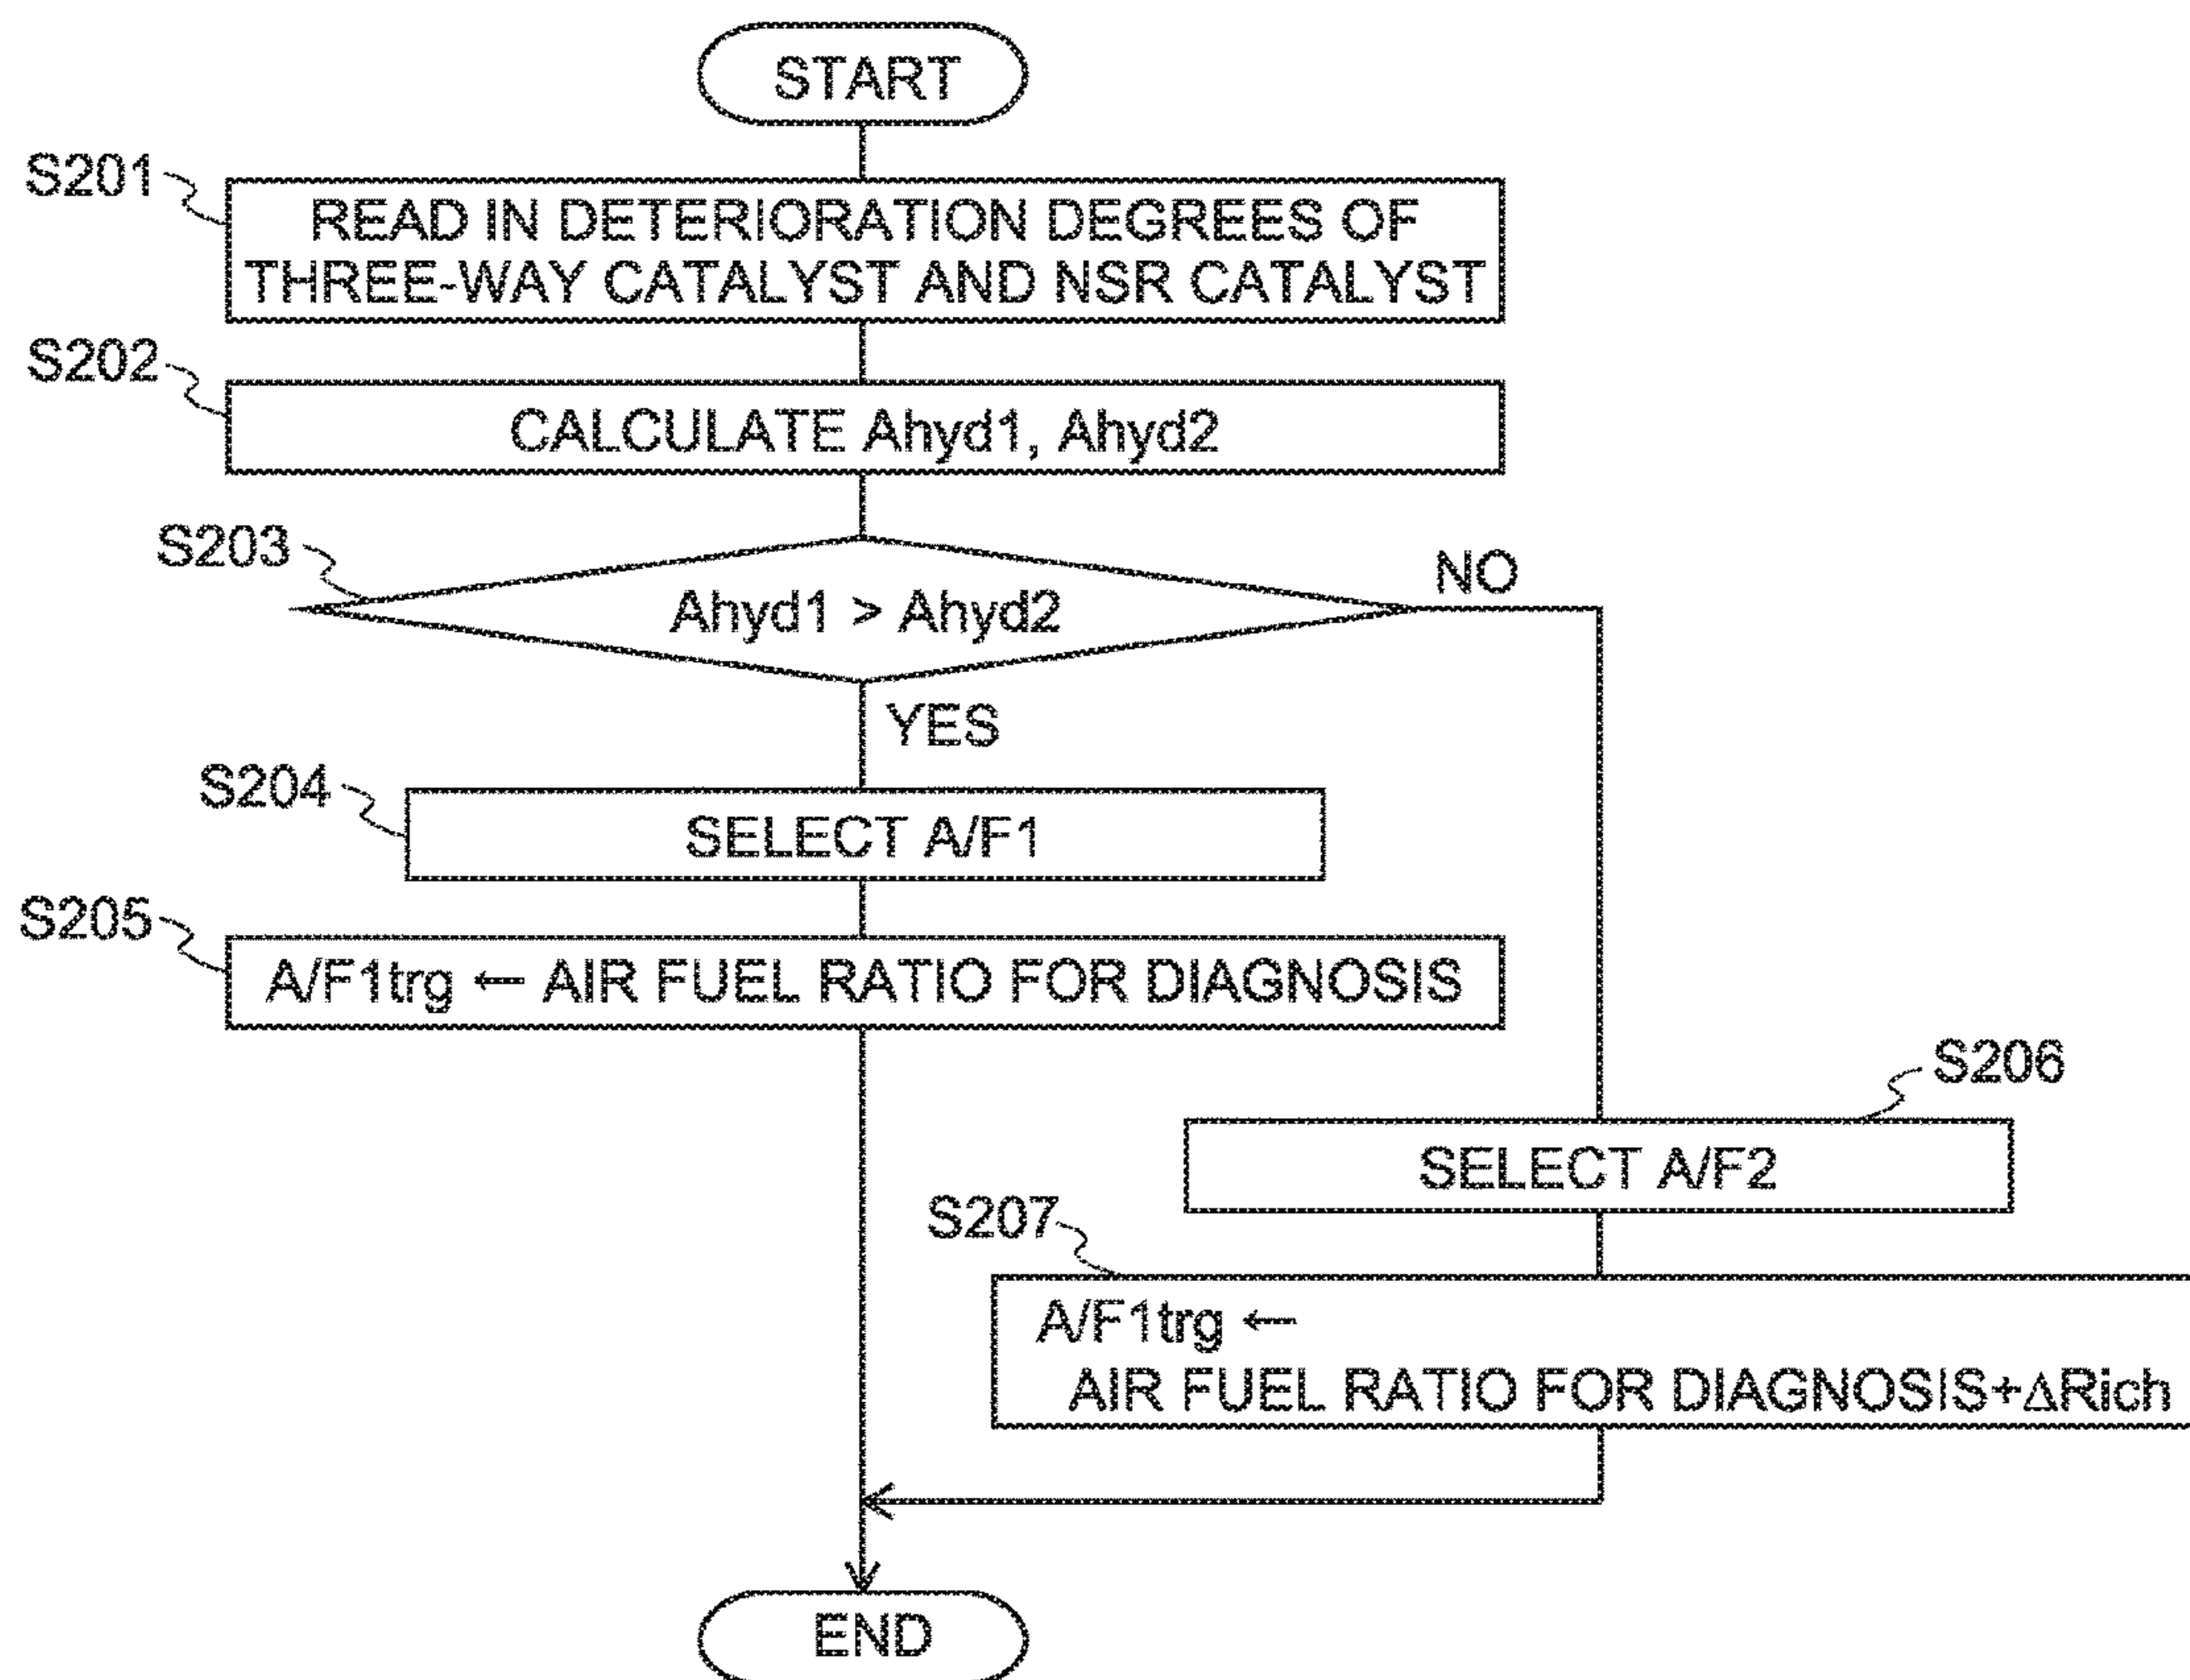 START
S201
READ IN DETERIORATION DEGREES OF
THREE-WAY CATALYST AND NSR CATALYST
S202
CALCULATE Ahyd1, Ahyd2
S203
Ahyd1 > Ahyd2
NO
YES
S204
SELECT A/F1
S205
A/F1trg ← AIR FUEL RATIO FOR DIAGNOSIS
S206
SELECT A/F2
S207
A/F1trg ←
AIR FUEL RATIO FOR DIAGNOSIS+ΔRich
END